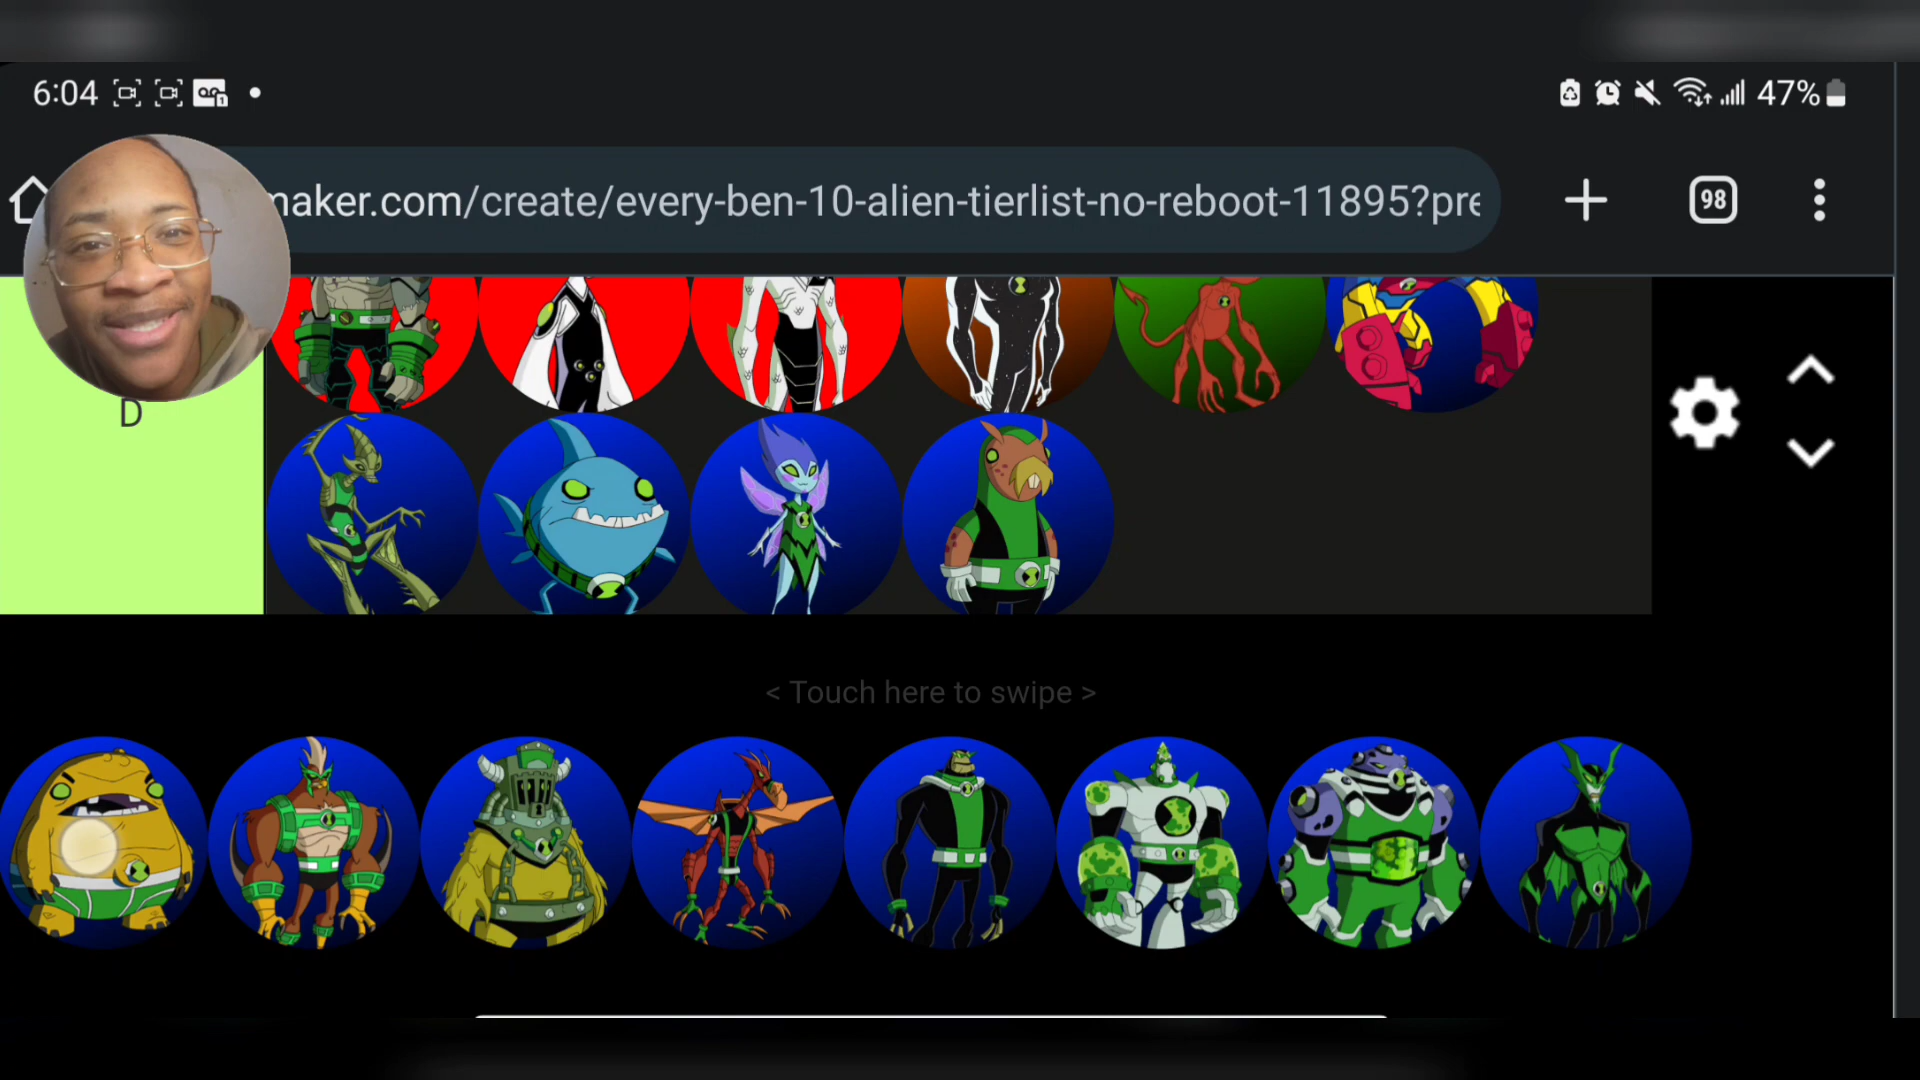 6:04
47%
maker.com/create/every-ben-10-alien-tierlist-no-reboot-11895?pre
98
D
< Touch here to swipe >